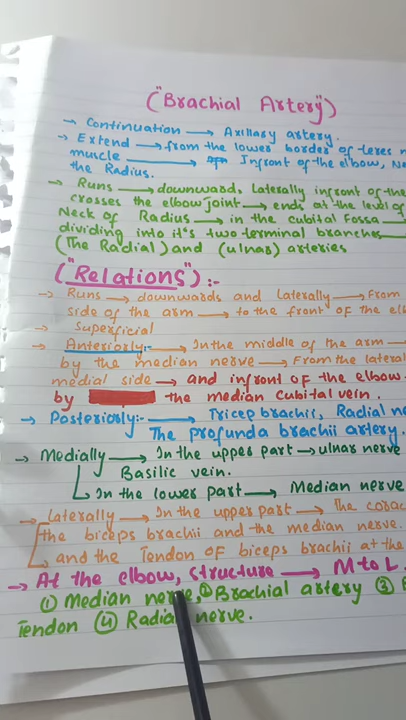 ("Brachial Artery")
→ Continuation → Axillary artery.
→ Extend → from the lower border of teres
muscle → Infront of the elbow,
the Radius.
→ Runs → downward, Laterally infront of the
crosses the elbow joint → ends at the level of
Neck of Radius → in the Cubital Fossa
dividing into it's two terminal branches
(The Radial) and (ulnar) arteries
("Relations"):-
→ Runs → downwards and Laterally → From
side of the arm → to the front of the
→ Superficial
→ Anteriorly:- → In the middle of the arm
by the median nerve → From the lateral
medial side → and infront of the elbow
by the median cubital vein.
→ Posteriorly:- → Tricep brachii, Radial
The profunda brachii artery.
→ Medially → In the upper part → ulnar nerve
Basilic vein.
In the lower part → Median nerve
→ Laterally → In the upper part → The
the biceps brachii and the median nerve.
and the Tendon of biceps brachii at the
→ At the elbow, structure → M to L
① Median nerve, ② Brachial artery ③
Tendon ④ Radial nerve.